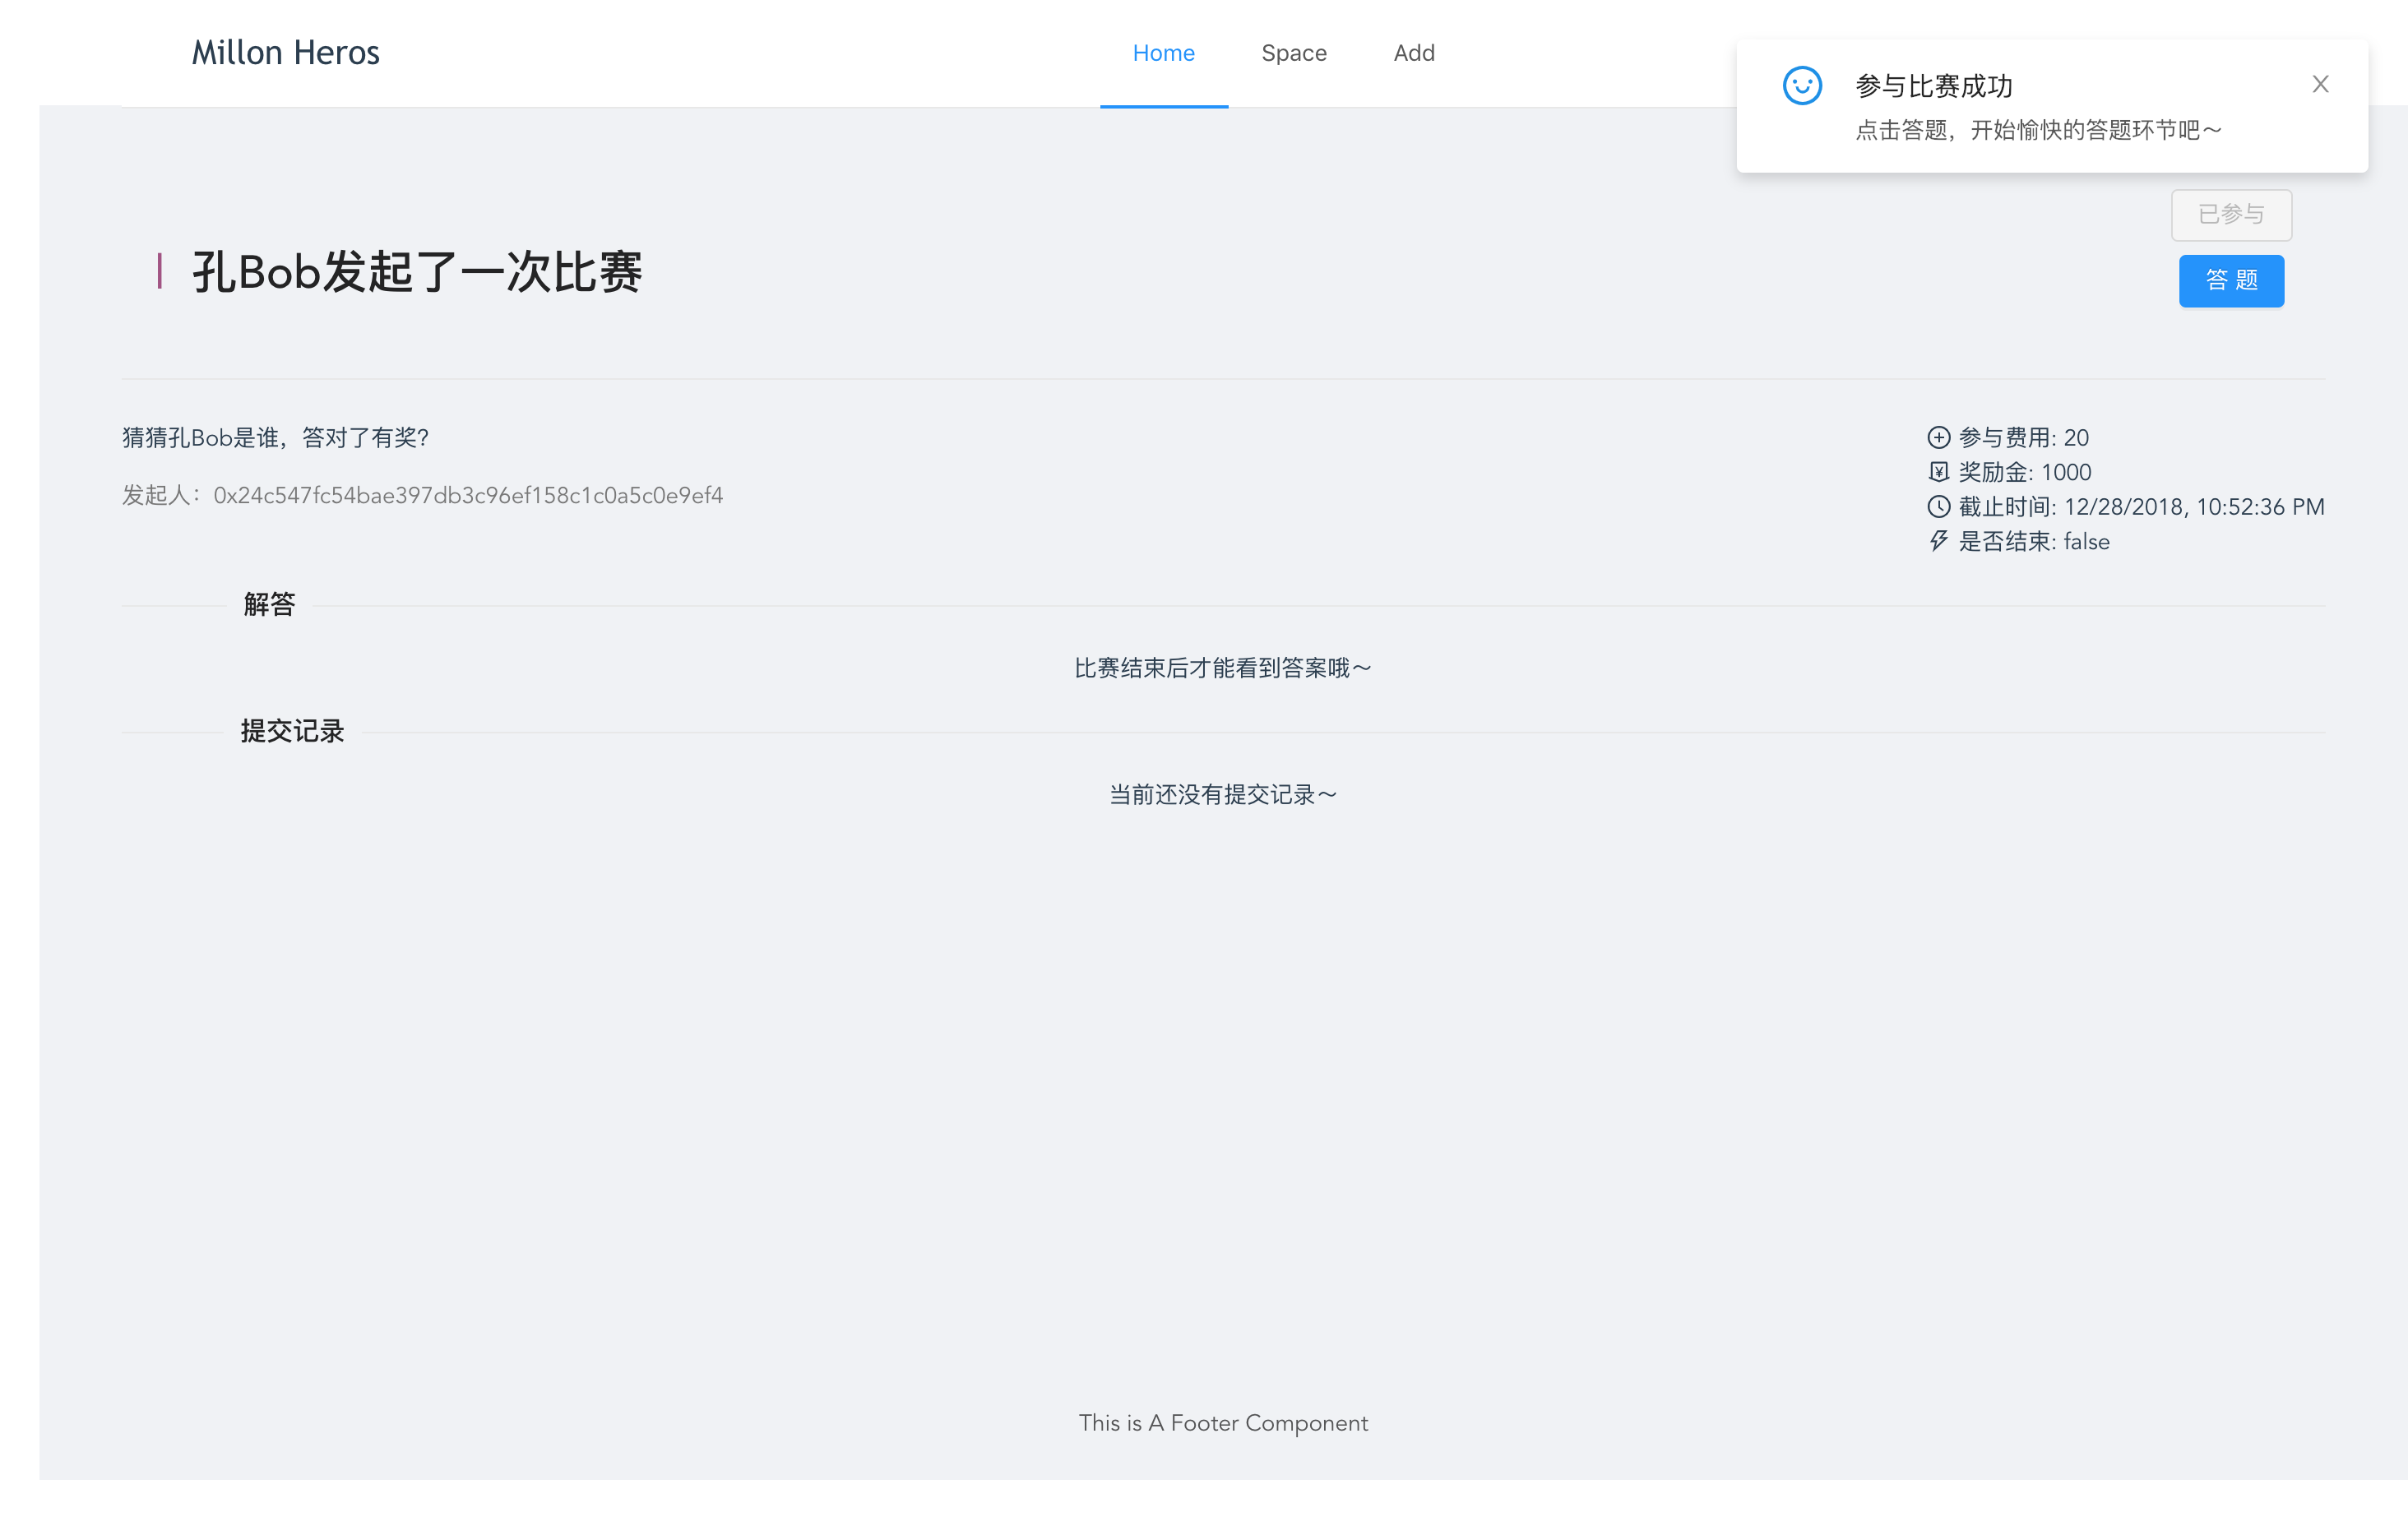 Millon Heros
Home
Space
Add
参与比赛成功
点击答题，开始愉快的答题环节吧～
已参与
孔Bob发起了一次比赛
答 题
猜猜孔Bob是谁，答对了有奖？
发起人：0x24c547fc54bae397db3c96ef158c1c0a5c0e9ef4
参与费用: 20
奖励金: 1000
截止时间: 12/28/2018, 10:52:36 PM
是否结束: false
解答
比赛结束后才能看到答案哦～
提交记录
当前还没有提交记录～
This is A Footer Component